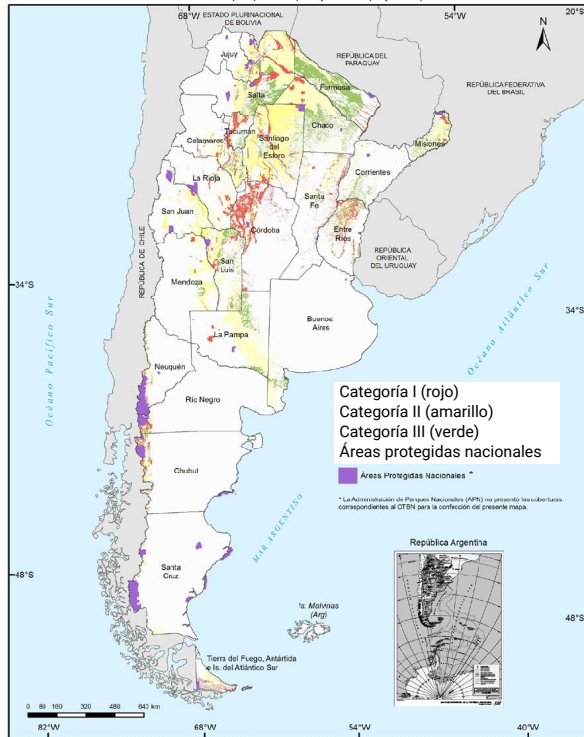 68°W
54°W
20°S
ESTADO PLURINACIONAL
DE BOLIVIA
N
Jujuy
REPÚBLICA DEL
PARAGUAY
REPÚBLICA FEDERATIVA
DEL BRASIL
Salta
Formosa
Chaco
Tucumán
Catamarca
Santiago
del
Estero
Misiones
Corrientes
La Rioja
Santa
Fe
San Juan
Córdoba
Entre
Ríos
REPÚBLICA
ORIENTAL
DEL URUGUAY
REPÚBLICA DE CHILE
San
Luis
Mendoza
34°S
34°S
Buenos
Aires
La Pampa
Océano Pacífico Sur
Océano Atlántico Sur
Neuquén
Río Negro
Categoría I (rojo)
Categoría II (amarillo)
Categoría III (verde)
Áreas protegidas nacionales
Áreas Protegidas Nacionales *
* La Administración de Parques Nacionales (APN) no presentó las coberturas
correspondientes al OTBN para la confección del presente mapa.
Chubut
MAR ARGENTINO
República Argentina
Santa
Cruz
48°S
48°S
Is. Malvinas
(Arg)
Tierra del Fuego, Antártida
e Is. del Atlántico Sur
0 80 160 320 480 640 km
82°W
68°W
54°W
40°W